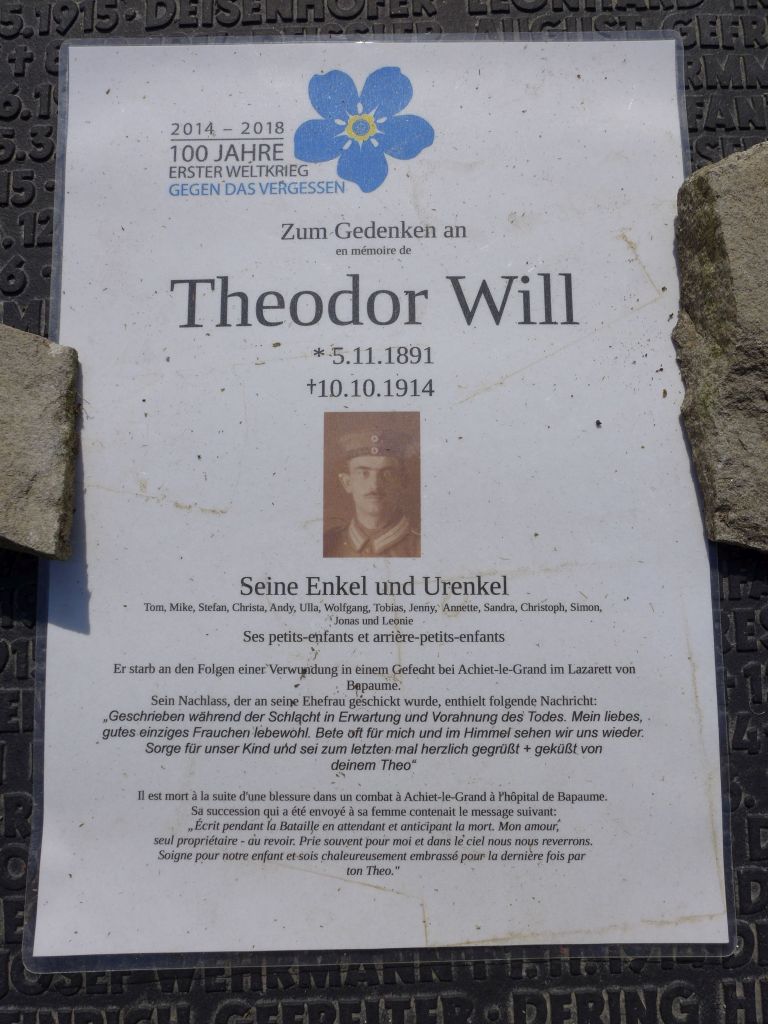 5.1915 · DEISENHOFER LEONHARD
AUGUST GEFR
2014 – 2018
100 JAHRE
ERSTER WELTKRIEG
GEGEN DAS VERGESSEN
Zum Gedenken an
en mémoire de
Theodor Will
* 5.11.1891
†10.10.1914
Seine Enkel und Urenkel
Tom, Mike, Stefan, Christa, Andy, Ulla, Wolfgang, Tobias, Jenny, Annette, Sandra, Christoph, Simon,
Jonas und Leonie
Ses petits-enfants et arrière-petits-enfants
Er starb an den Folgen einer Verwundung in einem Gefecht bei Achiet-le-Grand im Lazarett von
Bapaume.
Sein Nachlass, der an seine Ehefrau geschickt wurde, enthielt folgende Nachricht:
„Geschrieben während der Schlacht in Erwartung und Vorahnung des Todes. Mein liebes,
gutes einziges Frauchen lebewohl. Bete oft für mich und im Himmel sehen wir uns wieder.
Sorge für unser Kind und sei zum letzten mal herzlich gegrüßt + geküßt von
deinem Theo“
Il est mort à la suite d'une blessure dans un combat à Achiet-le-Grand à l'hôpital de Bapaume.
Sa succession qui a été envoyé à sa femme contenait le message suivant:
„Écrit pendant la Bataille en attendant et anticipant la mort. Mon amour,
seul propriétaire - au revoir. Prie souvent pour moi et dans le ciel nous nous reverrons.
Soigne pour notre enfant et sois chaleureusement embrassé pour la dernière fois par
ton Theo."
JOSEF WEHRMANN
GEFREITER · DERING H